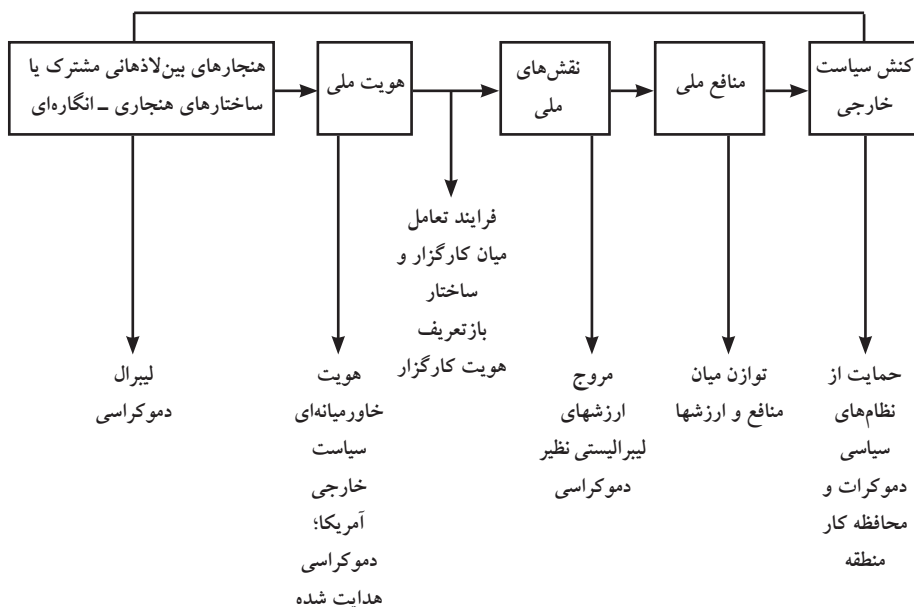 هنجارهای بین‌لاذهانی مشترک یا
ساختارهای هنجاری – انگاره‌ای
هویت ملی
نقش‌های
ملی
منافع ملی
کنش سیاست
خارجی
فرایند تعامل
میان کارگزار و
ساختار
بازتعریف
هویت کارگزار
لیبرال
دموکراسی
هویت
خاورمیانه‌ای
سیاست
خارجی
آمریکا؛
دموکراسی
هدایت شده
مروج
ارزشهای
لیبرالیستی نظیر
دموکراسی
توازن میان
منافع و ارزشها
حمایت از
نظام‌های
سیاسی
دموکرات و
محافظه کار
منطقه